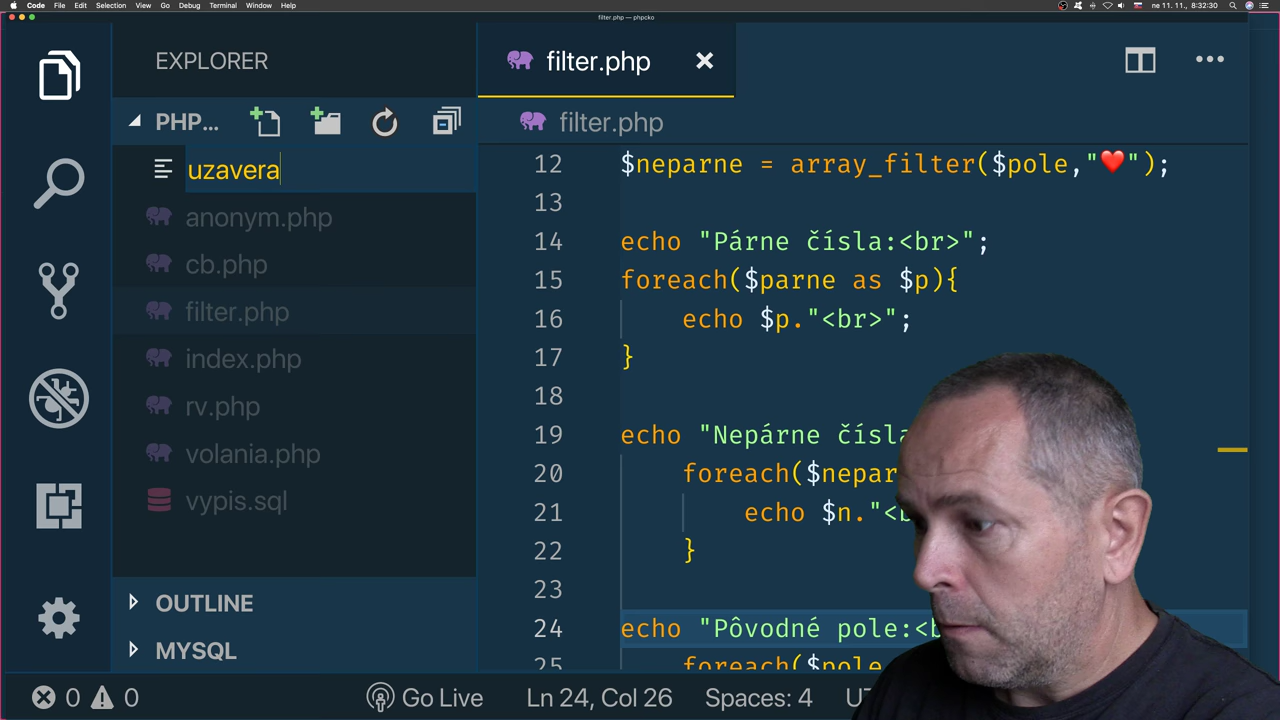 Code File Edit Selection View Go Debug Terminal Window Help
ne 11. 11., 8:32:30
filter.php — phpcko
EXPLORER
filter.php
PHP...
filter.php
uzavera
anonym.php
cb.php
filter.php
index.php
rv.php
volania.php
vypis.sql
OUTLINE
MYSQL
12 $neparne = array_filter($pole,"❤️");
13
14 echo "Párne čísla:<br>";
15 foreach($parne as $p){
16 echo $p."<br>";
17 }
18
19 echo "Nepárne čísla
20 foreach($nepar
21 echo $n."<b
22 }
23
24 echo "Pôvodné pole:<b
25 foreach($pole
0 0 Go Live Ln 24, Col 26 Spaces: 4